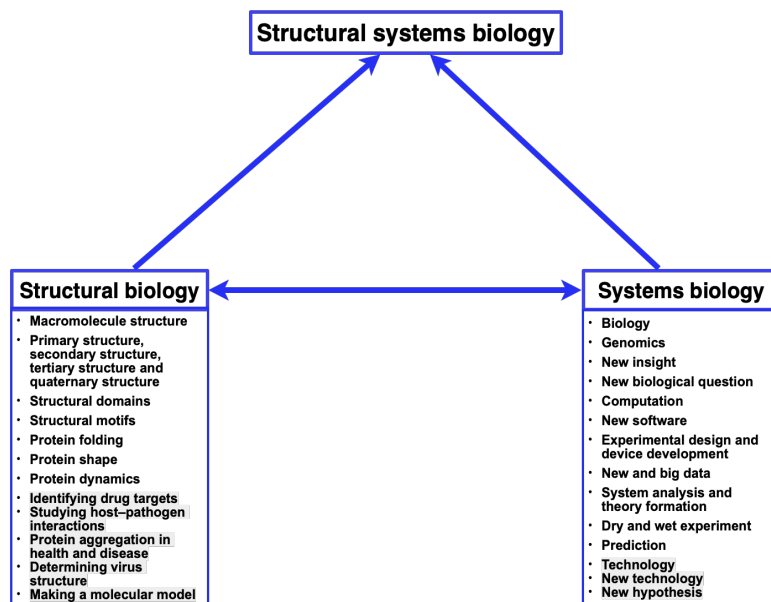 Structural systems biology
Structural biology
• Macromolecule structure
• Primary structure,
secondary structure,
tertiary structure and
quaternary structure
• Structural domains
• Structural motifs
• Protein folding
• Protein shape
• Protein dynamics
• Identifying drug targets
• Studying host–pathogen
interactions
• Protein aggregation in
health and disease
• Determining virus
structure
• Making a molecular model
Systems biology
• Biology
• Genomics
• New insight
• New biological question
• Computation
• New software
• Experimental design and
device development
• New and big data
• System analysis and
theory formation
• Dry and wet experiment
• Prediction
• Technology
• New technology
• New hypothesis